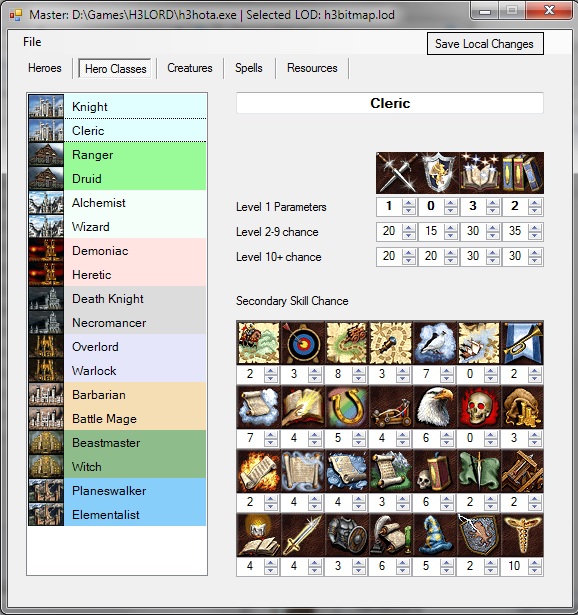 Master: D:\Games\H3LORD\h3hota.exe | Selected LOD: h3bitmap.lod
File
Save Local Changes
Heroes Hero Classes Creatures Spells Resources
Knight
Cleric
Ranger
Druid
Alchemist
Wizard
Demoniac
Heretic
Death Knight
Necromancer
Overlord
Warlock
Barbarian
Battle Mage
Beastmaster
Witch
Planeswalker
Elementalist
Cleric
Level 1 Parameters 1 0 3 2
Level 2-9 chance 20 15 30 35
Level 10+ chance 20 20 30 30
Secondary Skill Chance
2 3 8 3 7 0 2
7 4 5 4 6 0 3
2 4 4 3 6 2 2
4 4 3 6 5 2 10